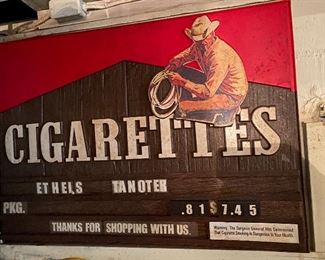 CIGARETTES
ETHELS TANOTER
PKG. .81$7.45
THANKS FOR SHOPPING WITH US.
Warning: The Surgeon General Has Determined
That Cigarette Smoking Is Dangerous to Your Health.